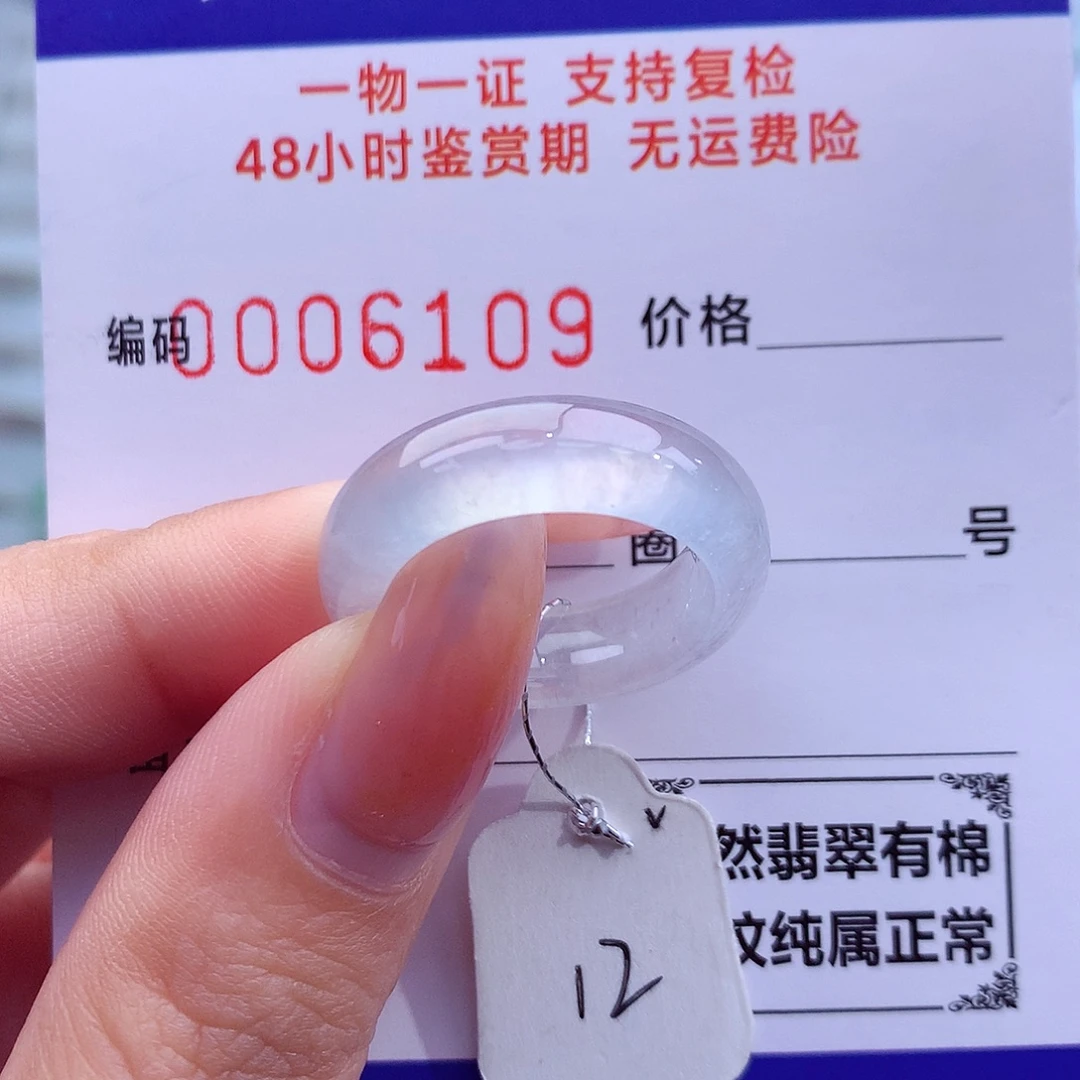 一物一证 支持复检
48小时鉴赏期 无运费险
编码0006109 价格
圈 号
然翡翠有棉
纹纯属正常
v
12